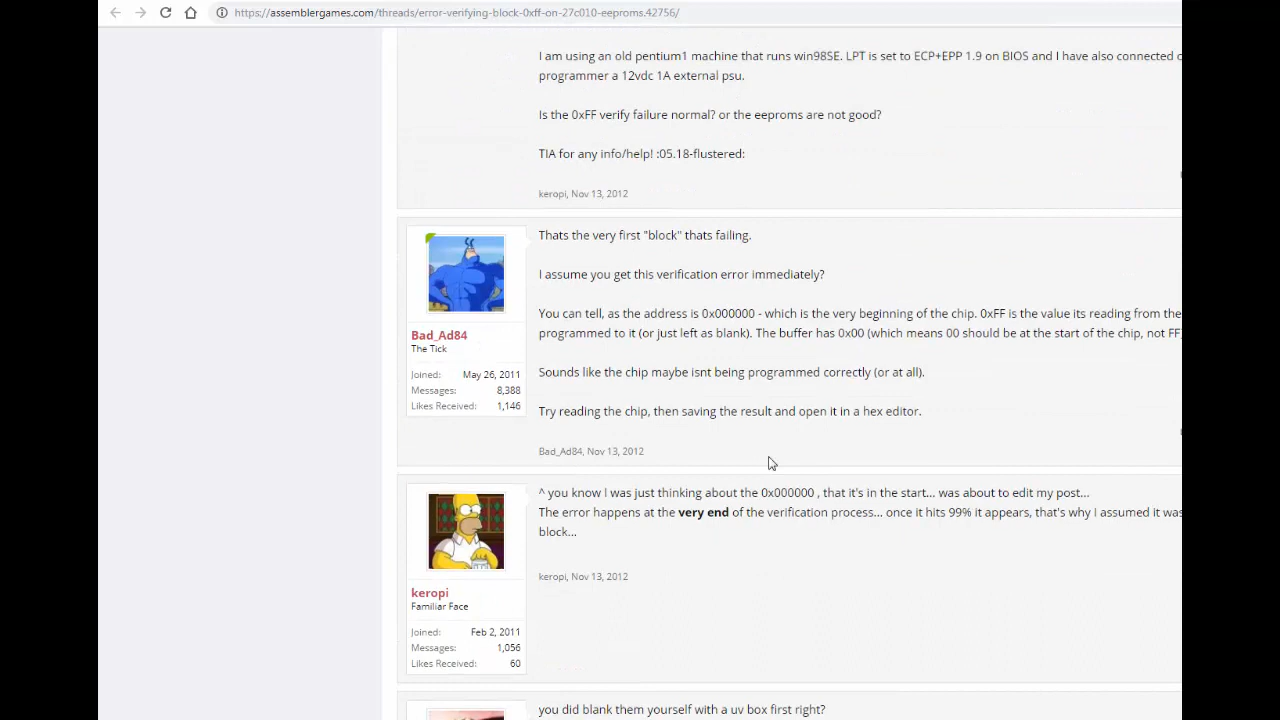 https://assemblergames.com/threads/error-verifying-block-0xff-on-27c010-eeproms.42756/
I am using an old pentium1 machine that runs win98SE. LPT is set to ECP+EPP 1.9 on BIOS and I have also connected
programmer a 12vdc 1A external psu.
Is the 0xFF verify failure normal? or the eeproms are not good?
TIA for any info/help! :05.18-flustered:
keropi, Nov 13, 2012
Thats the very first "block" thats failing.
I assume you get this verification error immediately?
You can tell, as the address is 0x000000 - which is the very beginning of the chip. 0xFF is the value its reading from the
programmed to it (or just left as blank). The buffer has 0x00 (which means 00 should be at the start of the chip, not FF
Sounds like the chip maybe isnt being programmed correctly (or at all).
Try reading the chip, then saving the result and open it in a hex editor.
Bad_Ad84, Nov 13, 2012
Bad_Ad84
The Tick
Joined: May 26, 2011
Messages: 8,388
Likes Received: 1,146
^ you know I was just thinking about the 0x000000 , that it's in the start... was about to edit my post...
The error happens at the very end of the verification process... once it hits 99% it appears, that's why I assumed it was
block...
keropi, Nov 13, 2012
keropi
Familiar Face
Joined: Feb 2, 2011
Messages: 1,056
Likes Received: 60
you did blank them yourself with a uv box first right?